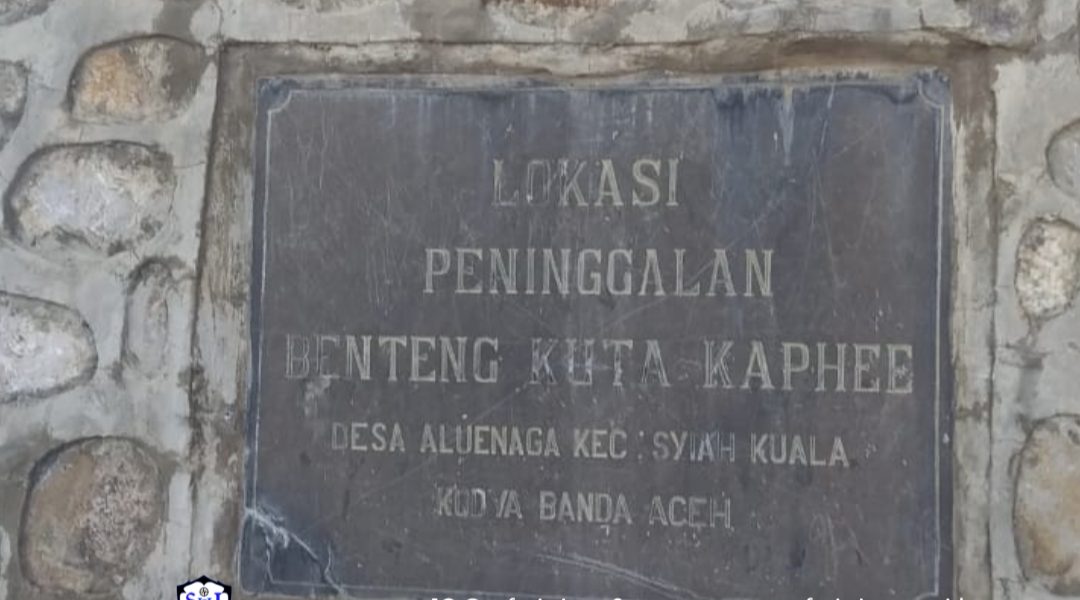 LOKASI
PENINGGALAN
BENTENG KUTA KAPHEE
DESA ALUENAGA KEC : SYIAH KUALA
KODYA BANDA ACEH